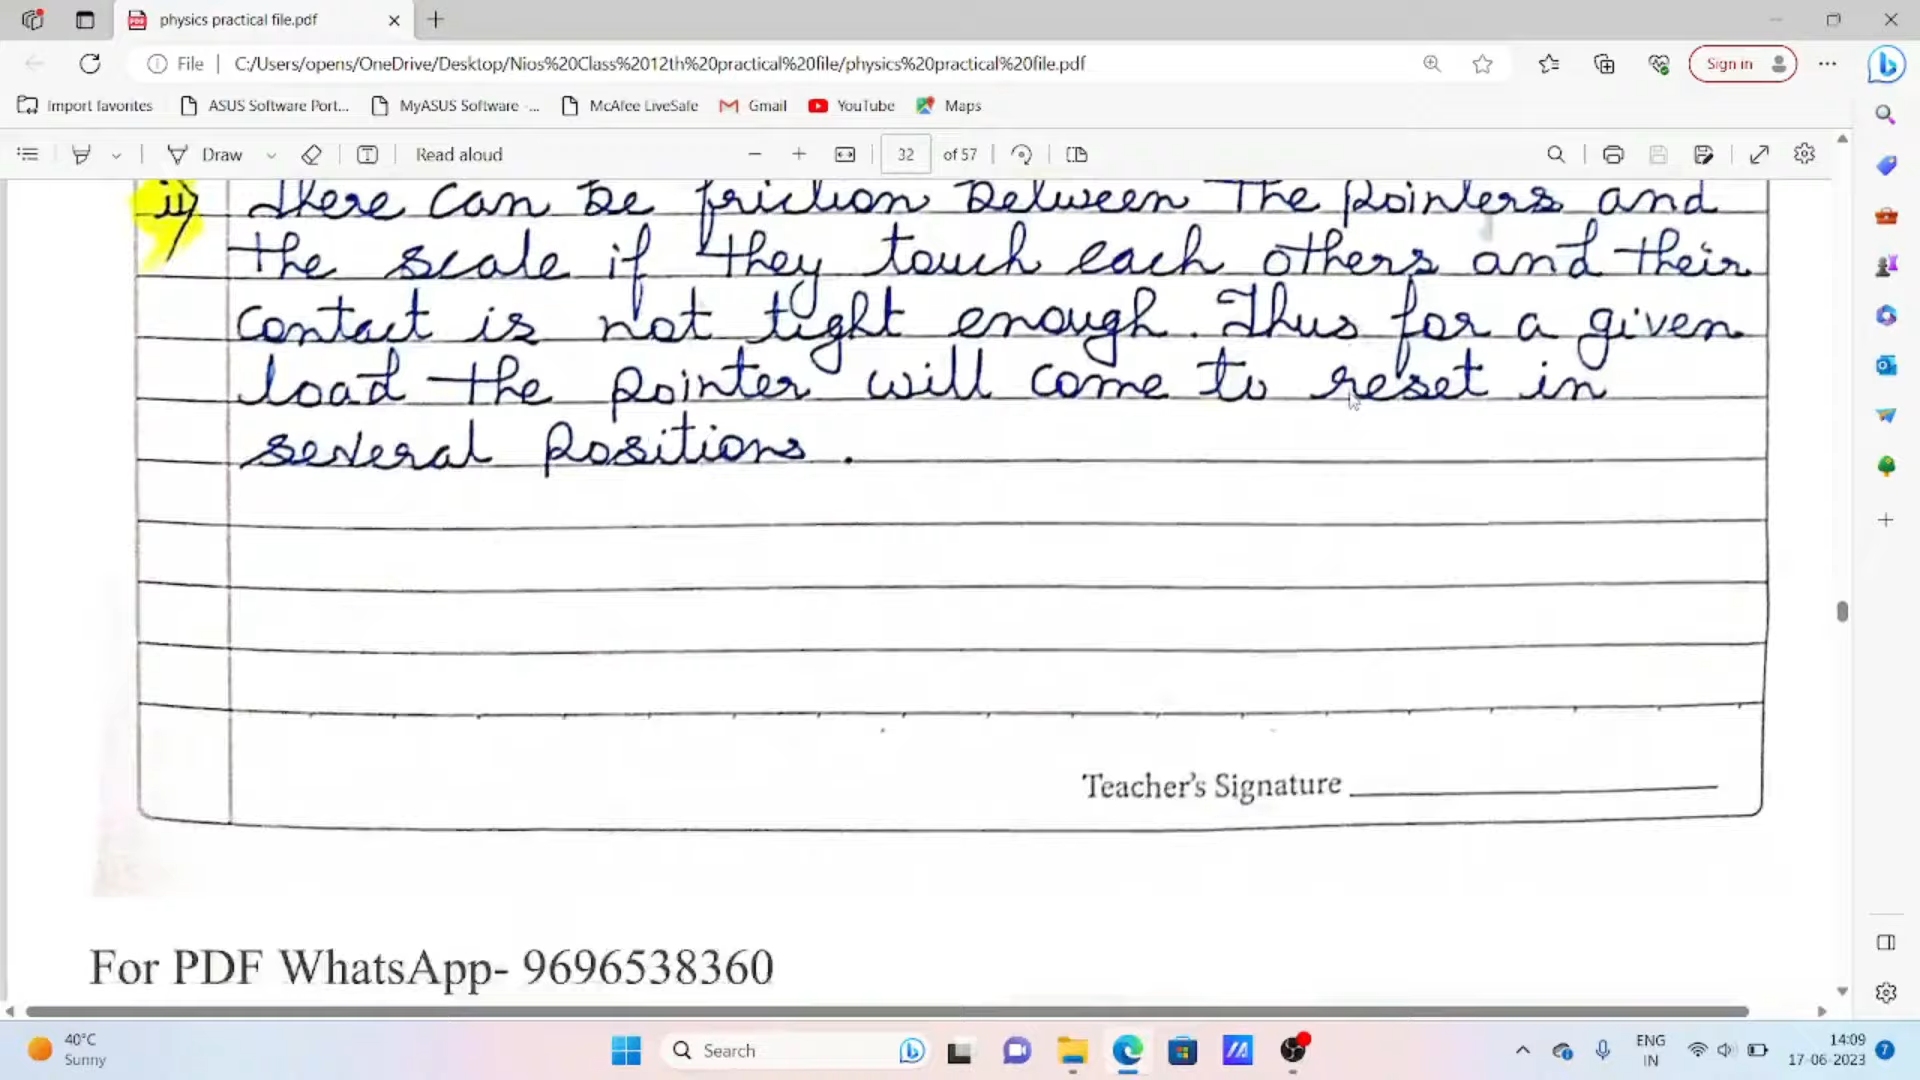 physics practical file.pdf
File
C:/Users/opens/OneDrive/Desktop/Nios%20Class%2012th%20practical%20file/physics%20practical%20file.pdf
Sign in
Import favorites
ASUS Software Port...
MyASUS Software - ...
McAfee LiveSafe
Gmail
YouTube
Maps
Draw
Read aloud
32
of 57
ii) There can be friction between the pointers and
the scale if they touch each others and their
contact is not tight enough. Thus for a given
load the pointer will come to reset in
several positions.
Teacher's Signature
For PDF WhatsApp- 9696538360
40°C
Sunny
Search
ENG
IN
14:09
17-06-2023
7